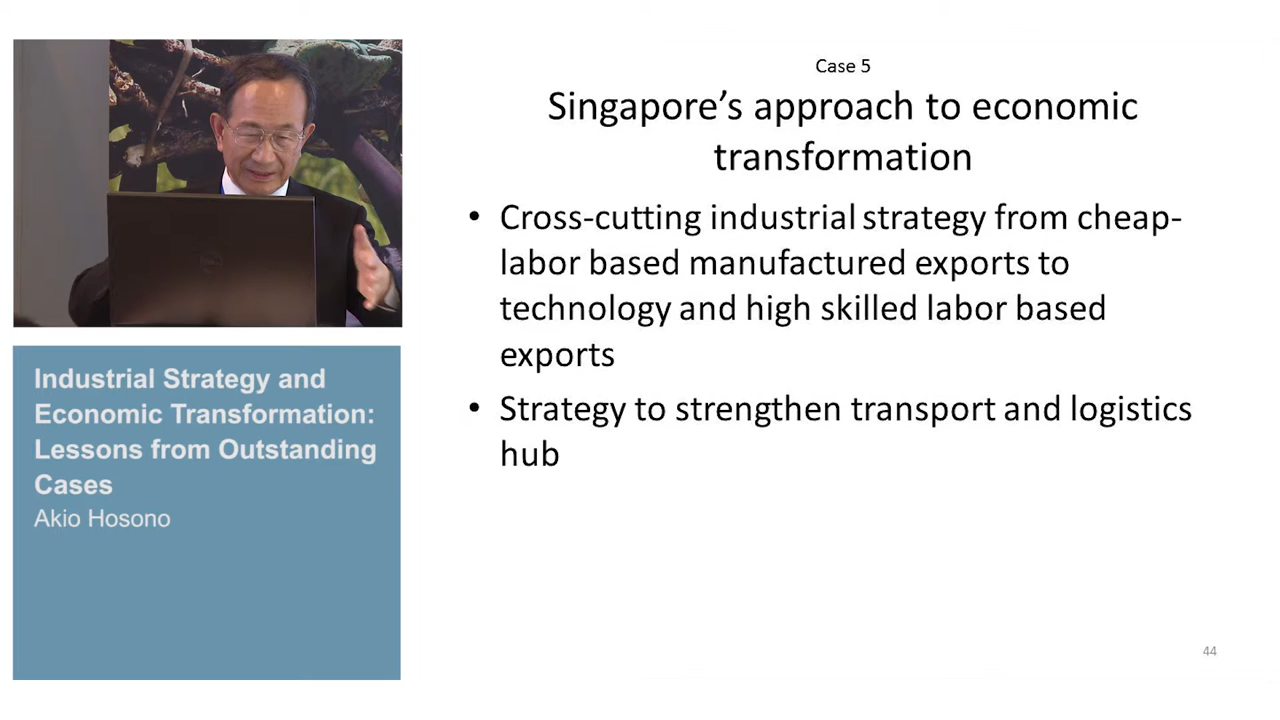 Case 5
Singapore’s approach to economic
transformation
• Cross-cutting industrial strategy from cheap-
labor based manufactured exports to
technology and high skilled labor based
exports
• Strategy to strengthen transport and logistics
hub
Industrial Strategy and
Economic Transformation:
Lessons from Outstanding
Cases
Akio Hosono
44